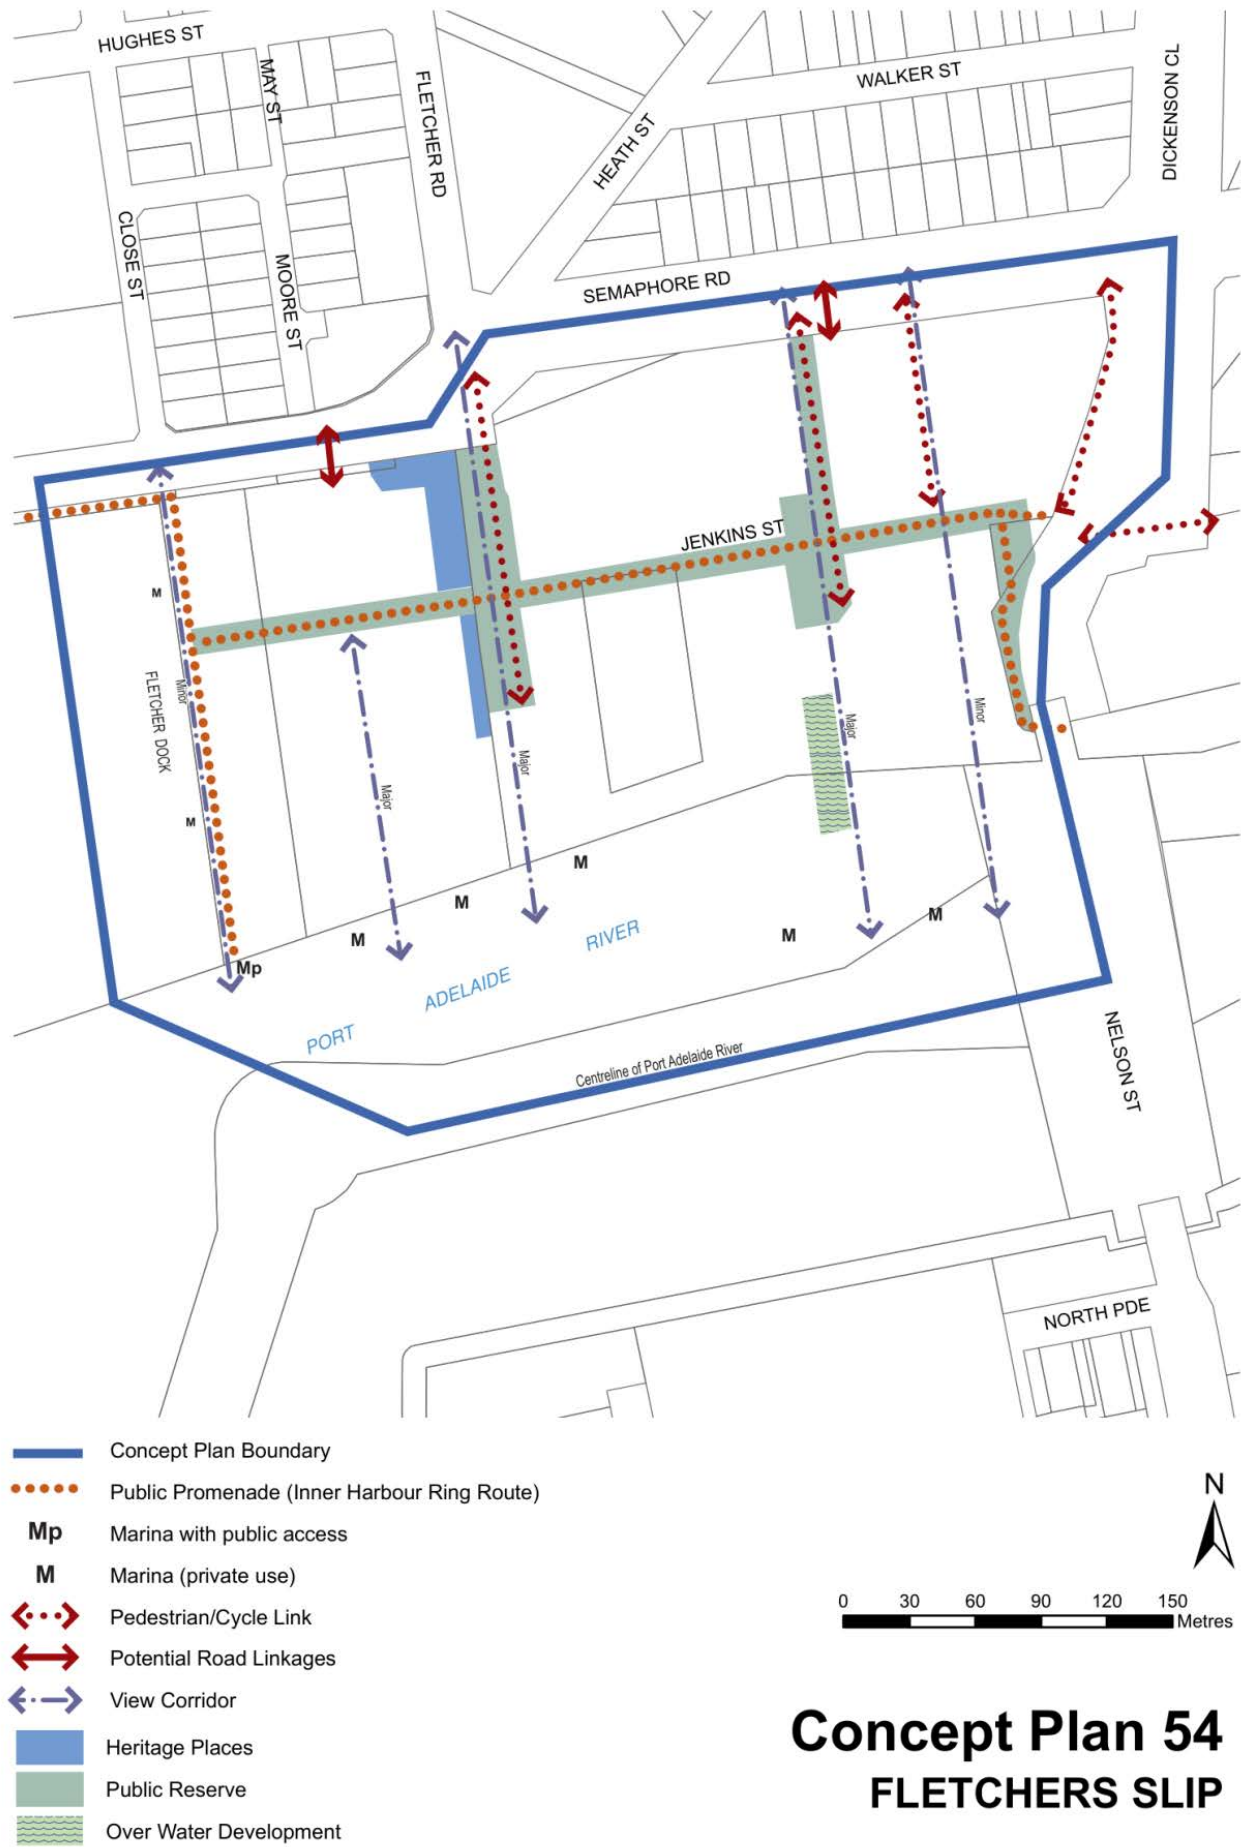 HUGHES ST
MAY ST
FLETCHER RD
HEATH ST
WALKER ST
DICKENSON CL
CLOSE ST
MOORE ST
SEMAPHORE RD
JENKINS ST
M
FLETCHER DOCK
Minor
M
Major
Major
Major
Minor
M
M
M
M
M
Mp
PORT ADELAIDE RIVER
Centreline of Port Adelaide River
NELSON ST
NORTH PDE
Concept Plan Boundary
Public Promenade (Inner Harbour Ring Route)
Mp Marina with public access
M Marina (private use)
Pedestrian/Cycle Link
Potential Road Linkages
View Corridor
Heritage Places
Public Reserve
Over Water Development
N
0 30 60 90 120 150
Metres
Concept Plan 54
FLETCHERS SLIP